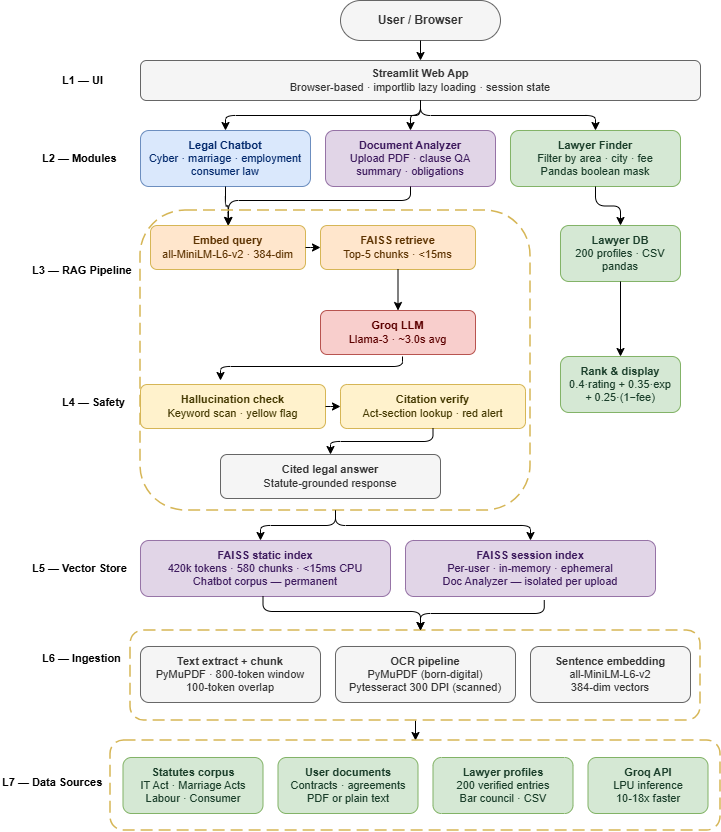 User / Browser
L1 — UI
Streamlit Web App
Browser-based · importlib lazy loading · session state
L2 — Modules
Legal Chatbot
Cyber · marriage · employment
consumer law
Document Analyzer
Upload PDF · clause QA
summary · obligations
Lawyer Finder
Filter by area · city · fee
Pandas boolean mask
L3 — RAG Pipeline
Embed query
all-MiniLM-L6-v2 · 384-dim
FAISS retrieve
Top-5 chunks · <15ms
Lawyer DB
200 profiles · CSV
pandas
Groq LLM
Llama-3 · ~3.0s avg
Rank & display
0.4·rating + 0.35·exp
+ 0.25·(1−fee)
L4 — Safety
Hallucination check
Keyword scan · yellow flag
Citation verify
Act-section lookup · red alert
Cited legal answer
Statute-grounded response
L5 — Vector Store
FAISS static index
420k tokens · 580 chunks · <15ms CPU
Chatbot corpus — permanent
FAISS session index
Per-user · in-memory · ephemeral
Doc Analyzer — isolated per upload
L6 — Ingestion
Text extract + chunk
PyMuPDF · 800-token window
100-token overlap
OCR pipeline
PyMuPDF (born-digital)
Pytesseract 300 DPI (scanned)
Sentence embedding
all-MiniLM-L6-v2
384-dim vectors
L7 — Data Sources
Statutes corpus
IT Act · Marriage Acts
Labour · Consumer
User documents
Contracts · agreements
PDF or plain text
Lawyer profiles
200 verified entries
Bar council · CSV
Groq API
LPU inference
10-18x faster